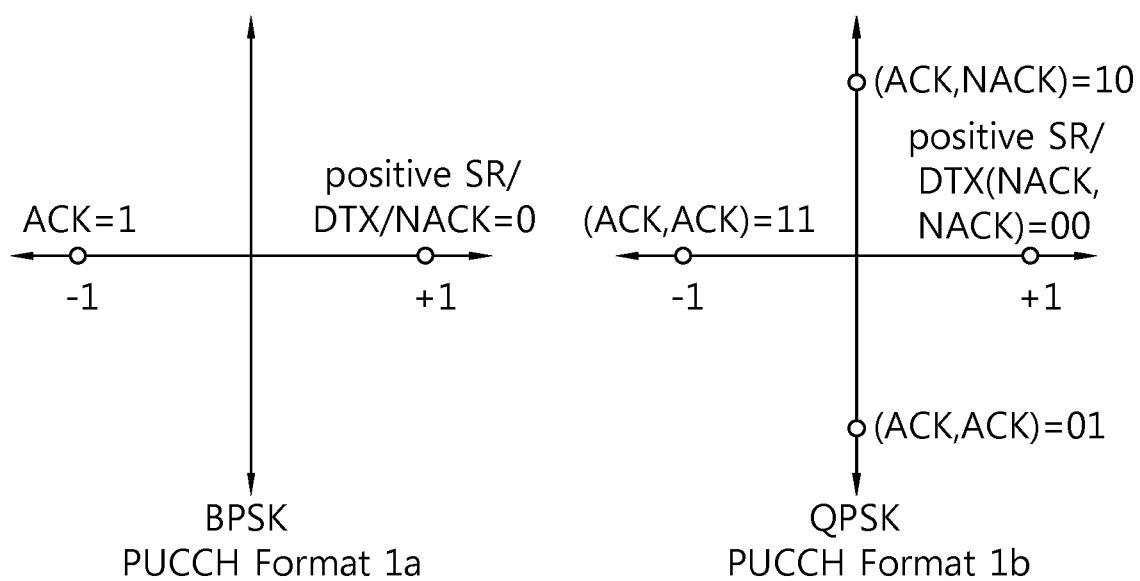 positive SR/
DTX/NACK=0
ACK=1
-1
+1
BPSK
PUCCH Format 1a
(ACK,NACK)=10
positive SR/
DTX(NACK,
NACK)=00
(ACK,ACK)=11
-1
+1
(ACK,ACK)=01
QPSK
PUCCH Format 1b